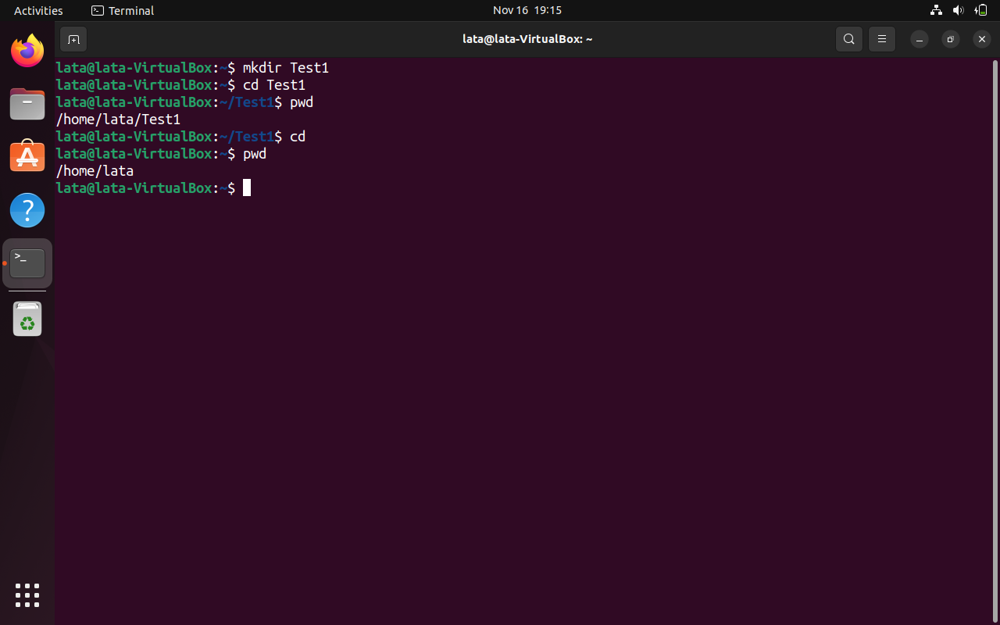 Activities Terminal Nov 16 19:15
lata@lata-VirtualBox: ~
lata@lata-VirtualBox:~$ mkdir Test1
lata@lata-VirtualBox:~$ cd Test1
lata@lata-VirtualBox:~/Test1$ pwd
/home/lata/Test1
lata@lata-VirtualBox:~/Test1$ cd
lata@lata-VirtualBox:~$ pwd
/home/lata
lata@lata-VirtualBox:~$